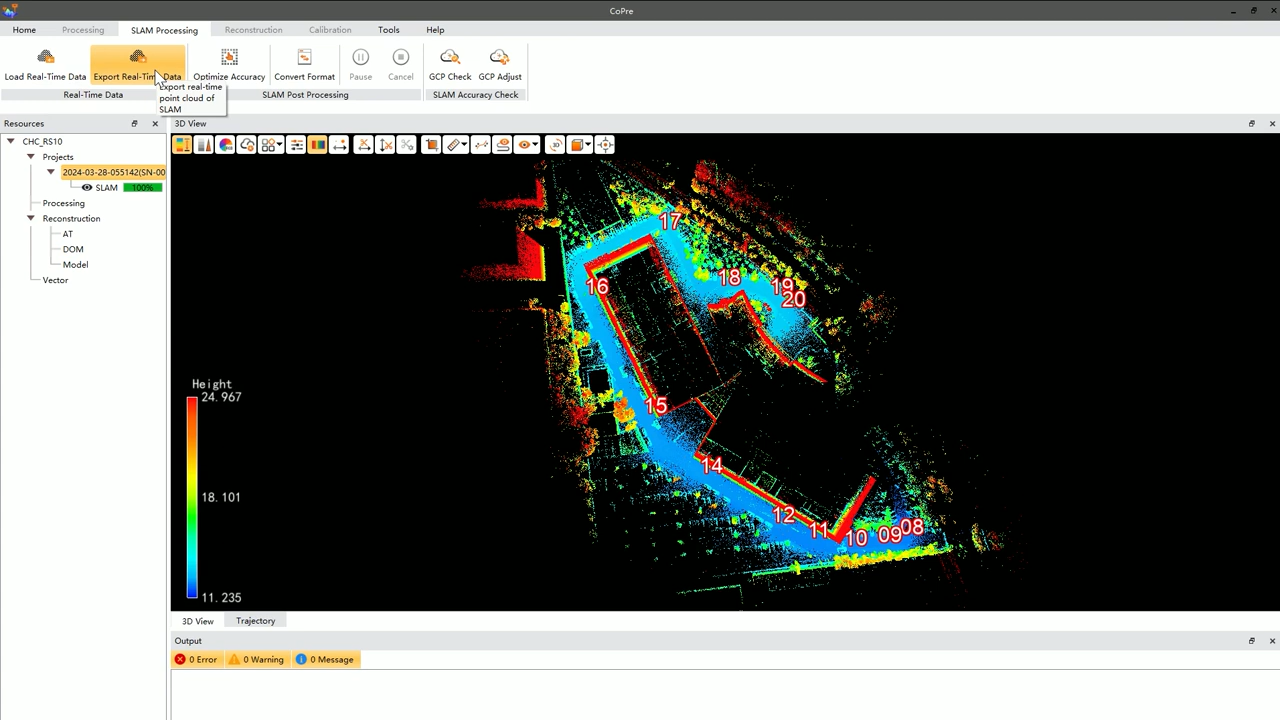 CoPre
Home Processing SLAM Processing Reconstruction Calibration Tools Help
Load Real-Time Data Export Real-Time Data Optimize Accuracy Convert Format Pause Cancel GCP Check GCP Adjust
Export real-time
point cloud of
SLAM
Real-Time Data SLAM Post Processing SLAM Accuracy Check
Resources
CHC_RS10
Projects
2024-03-28-055142(SN-00
SLAM 100%
Processing
Reconstruction
AT
DOM
Model
Vector
3D View
17
18
19
20
16
15
14
12
11
10
09
08
Height
24.967
18.101
11.235
3D View Trajectory
Output
0 Error 0 Warning 0 Message